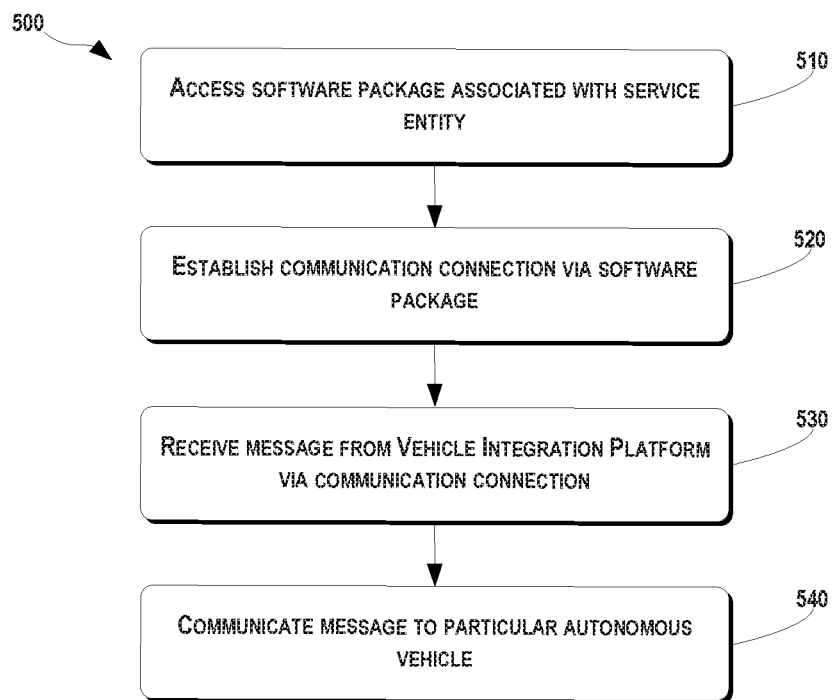 500
510
ACCESS SOFTWARE PACKAGE ASSOCIATED WITH SERVICE
ENTITY
520
ESTABLISH COMMUNICATION CONNECTION VIA SOFTWARE
PACKAGE
530
RECEIVE MESSAGE FROM VEHICLE INTEGRATION PLATFORM
VIA COMMUNICATION CONNECTION
540
COMMUNICATE MESSAGE TO PARTICULAR AUTONOMOUS
VEHICLE